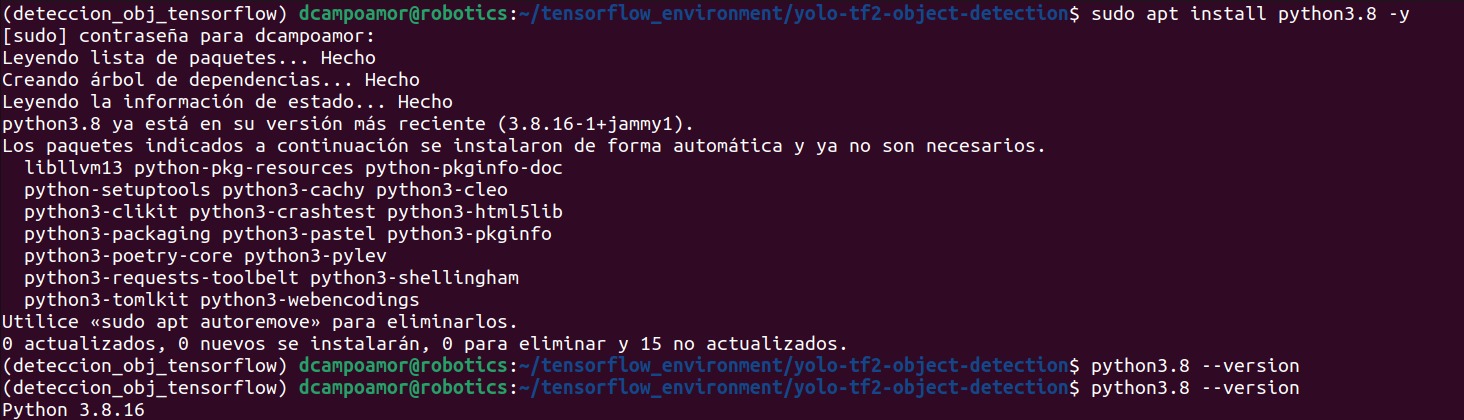 (deteccion_obj_tensorflow) dcampoamor@robotics:~/tensorflow_environment/yolo-tf2-object-detection$ sudo apt install python3.8 -y
[sudo] contraseña para dcampoamor:
Leyendo lista de paquetes... Hecho
Creando árbol de dependencias... Hecho
Leyendo la información de estado... Hecho
python3.8 ya está en su versión más reciente (3.8.16-1+jammy1).
Los paquetes indicados a continuación se instalaron de forma automática y ya no son necesarios.
  libllvm13 python-pkg-resources python-pkginfo-doc
  python-setuptools python3-cachy python3-cleo
  python3-clikit python3-crashtest python3-html5lib
  python3-packaging python3-pastel python3-pkginfo
  python3-poetry-core python3-pylev
  python3-requests-toolbelt python3-shellingham
  python3-tomlkit python3-webencodings
Utilice «sudo apt autoremove» para eliminarlos.
0 actualizados, 0 nuevos se instalarán, 0 para eliminar y 15 no actualizados.
(deteccion_obj_tensorflow) dcampoamor@robotics:~/tensorflow_environment/yolo-tf2-object-detection$ python3.8 --version
(deteccion_obj_tensorflow) dcampoamor@robotics:~/tensorflow_environment/yolo-tf2-object-detection$ python3.8 --version
Python 3.8.16